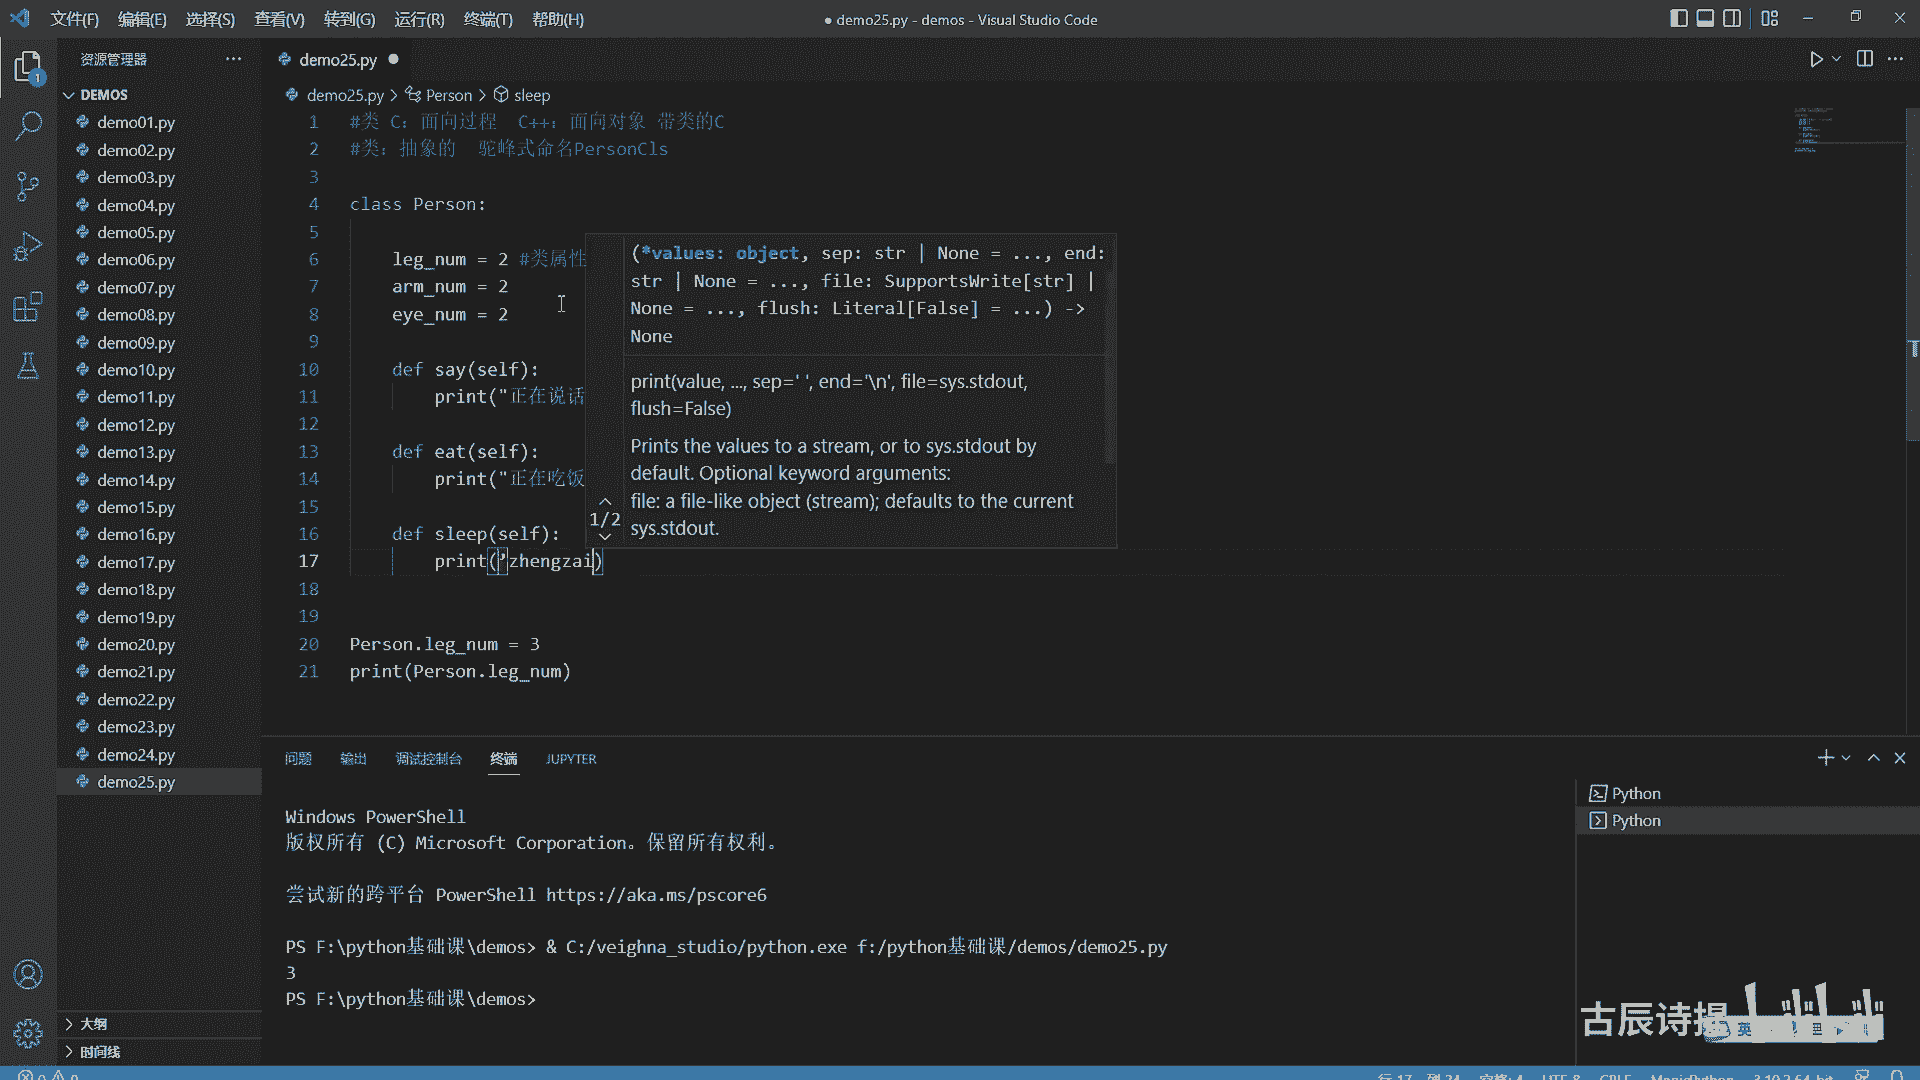 文件(F) 编辑(E) 选择(S) 查看(V) 转到(G) 运行(R) 终端(T) 帮助(H)
● demo25.py - demos - Visual Studio Code
资源管理器
DEMOS
demo01.py
demo02.py
demo03.py
demo04.py
demo05.py
demo06.py
demo07.py
demo08.py
demo09.py
demo10.py
demo11.py
demo12.py
demo13.py
demo14.py
demo15.py
demo16.py
demo17.py
demo18.py
demo19.py
demo20.py
demo21.py
demo22.py
demo23.py
demo24.py
demo25.py
大纲
时间线
1
demo25.py
demo25.py > Person > sleep
1 #类 C：面向过程 C++：面向对象 带类的C
2 #类：抽象的 驼峰式命名PersonCls
3
4 class Person:
5
6 leg_num = 2 #类属性
7 arm_num = 2
8 eye_num = 2
9
10 def say(self):
11 print("正在说话
12
13 def eat(self):
14 print("正在吃饭
15
16 def sleep(self):
17 print('zhengzai)
18
19
20 Person.leg_num = 3
21 print(Person.leg_num)
(*values: object, sep: str | None = ..., end:
str | None = ..., file: SupportsWrite[str] |
None = ..., flush: Literal[False] = ...) ->
None
print(value, ..., sep=' ', end='\n', file=sys.stdout,
flush=False)
Prints the values to a stream, or to sys.stdout by
default. Optional keyword arguments:
file: a file-like object (stream); defaults to the current
sys.stdout.
1/2
问题 输出 调试控制台 终端 JUPYTER
Windows PowerShell
版权所有 (C) Microsoft Corporation。保留所有权利。
尝试新的跨平台 PowerShell https://aka.ms/pscore6
PS F:\python基础课\demos> & C:/veighna_studio/python.exe f:/python基础课/demos/demo25.py
3
PS F:\python基础课\demos>
Python
Python
古辰诗提
英